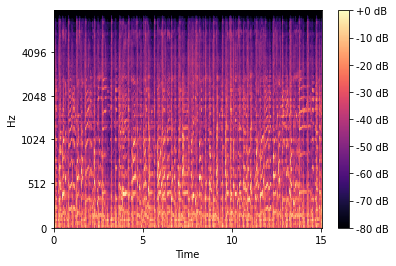 +0 dB
-10 dB
-20 dB
-30 dB
-40 dB
-50 dB
-60 dB
-70 dB
-80 dB
4096
2048
1024
512
0
Hz
0 5 10 15
Time